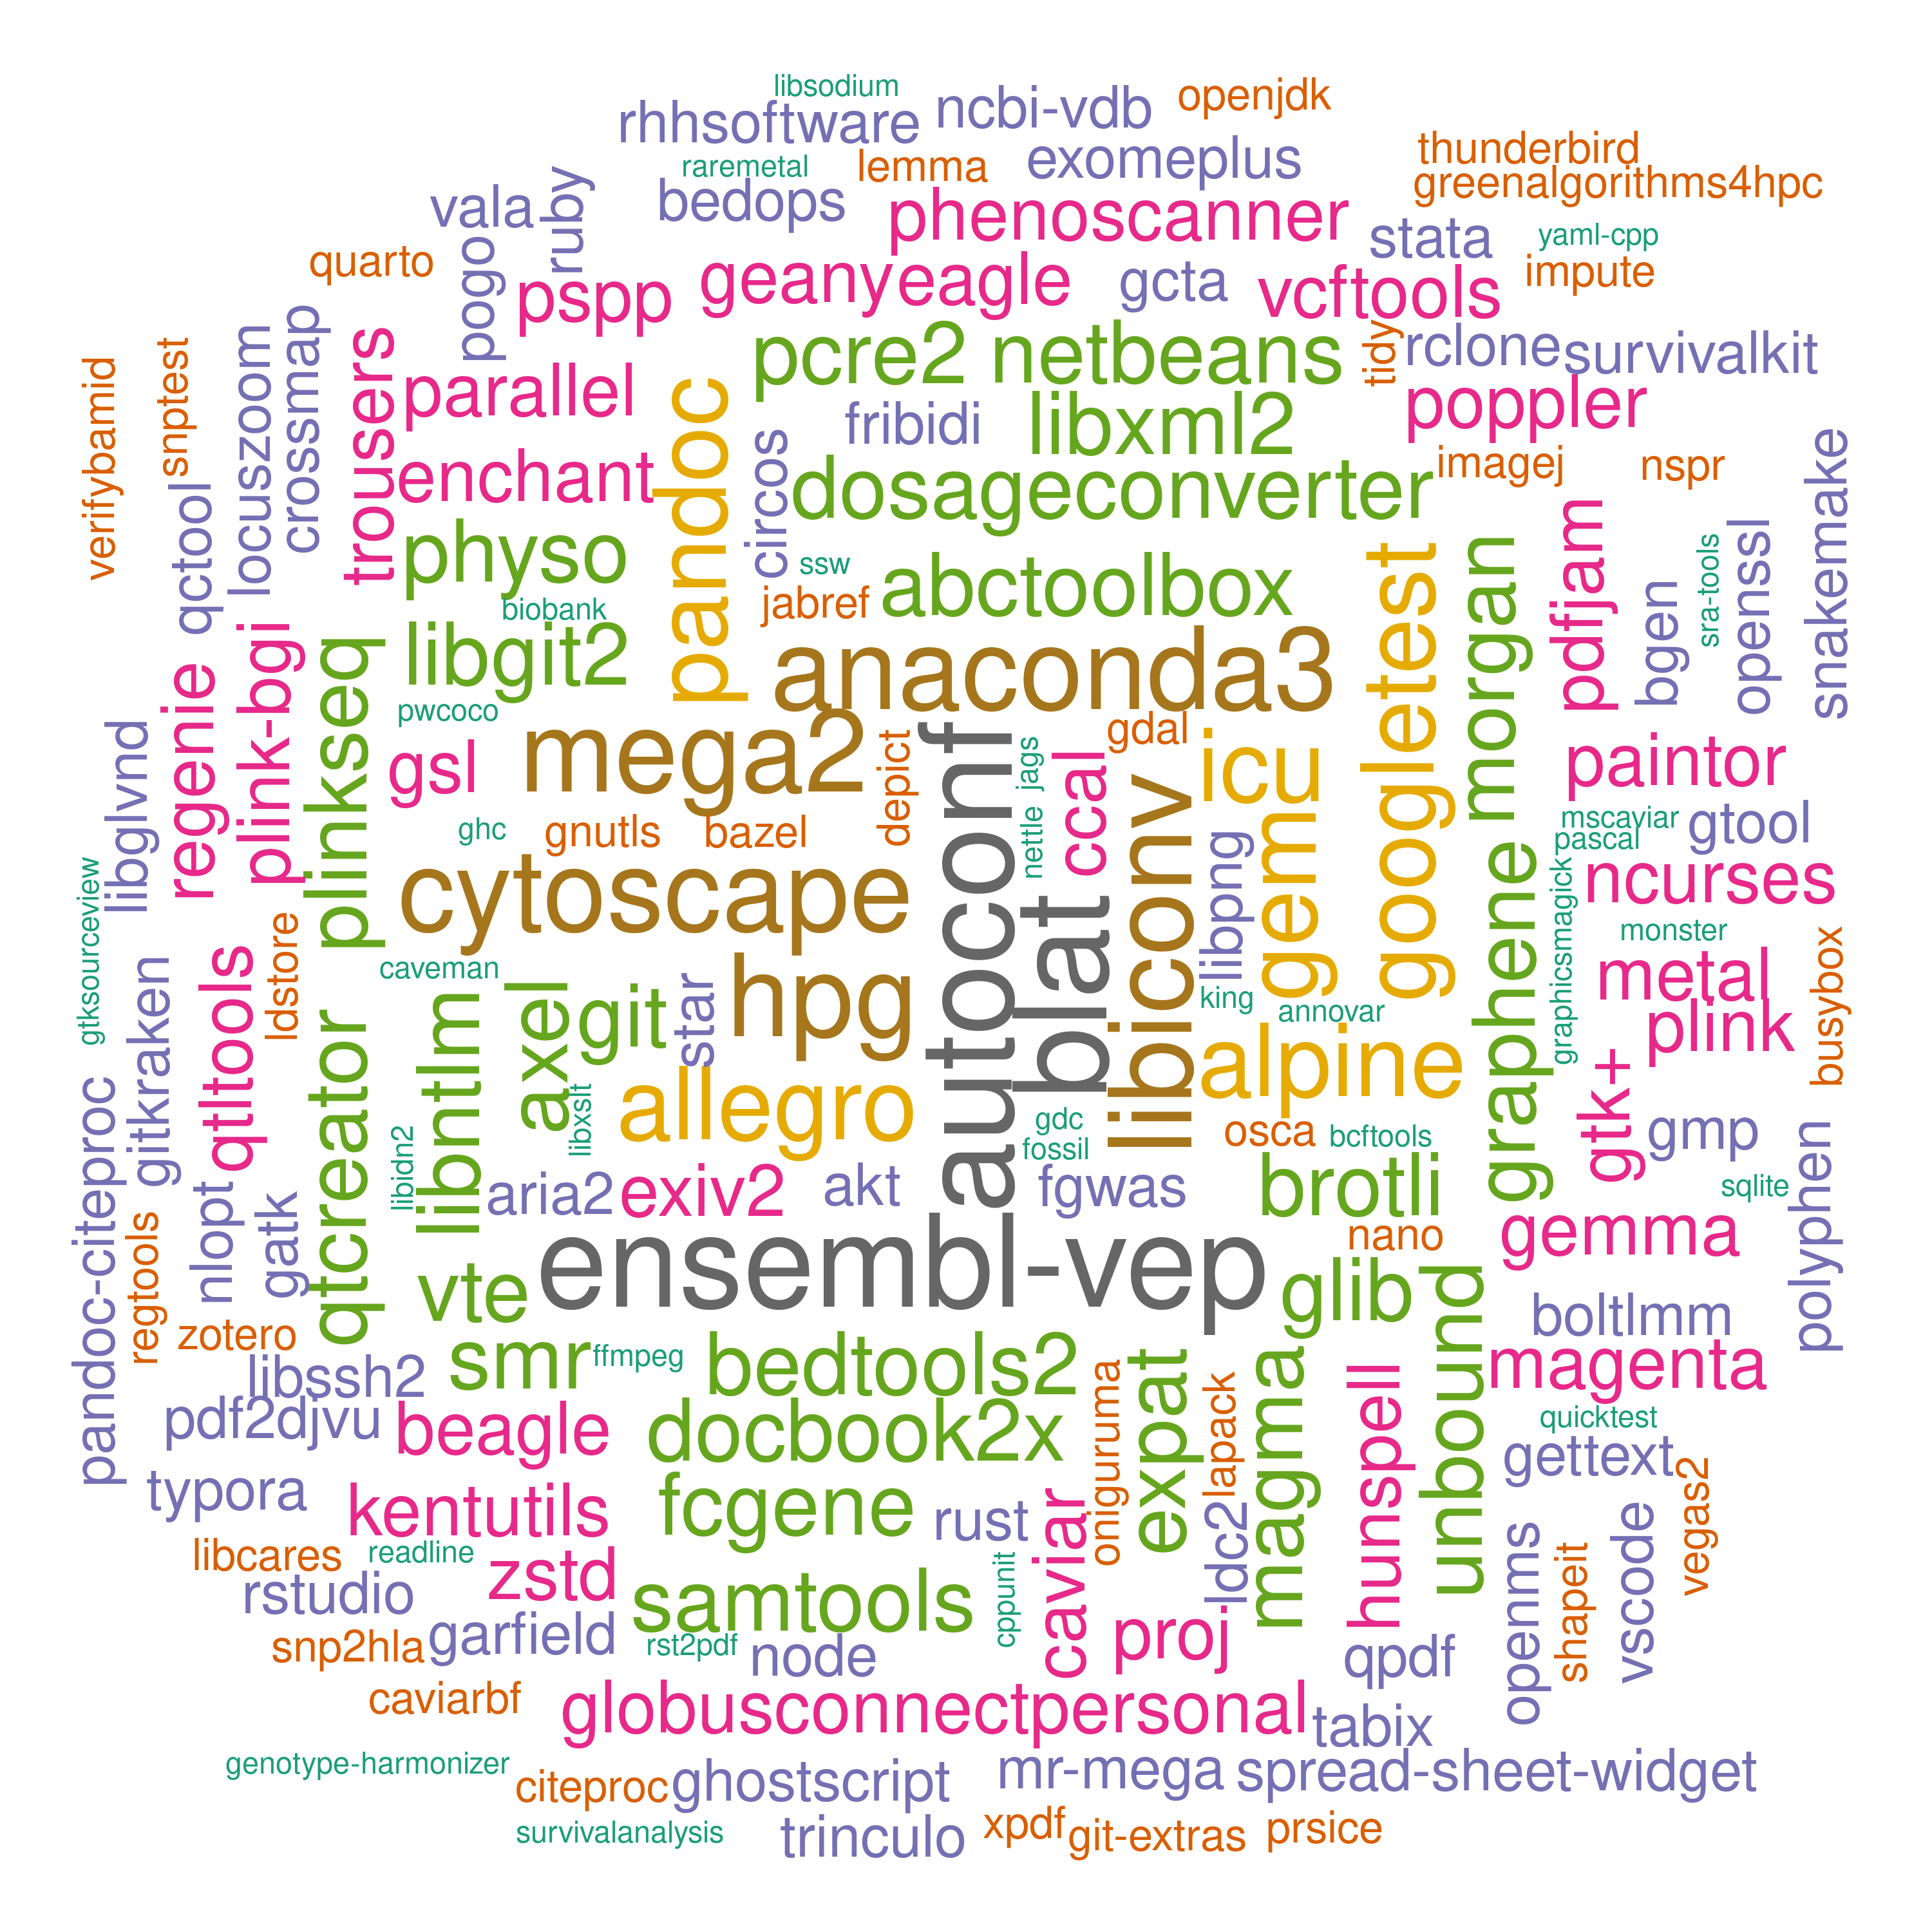 libsodium
rhhsoftware
ncbi-vdb
openjdk
raremetal
lemma
exomeplus
thunderbird
greenalgorithms4hpc
vala
ruby
bedops
phenoscanner
stata
yaml-cpp
quarto
pogo
pspp
geany
eagle
gcta
vcftools
impute
verifybamid
snptest
locuszoom
crossmap
trousers
parallel
pandoc
pcre2
netbeans
tidy
rclone
survivalkit
fribidi
libxml2
poppler
enchant
circos
dosageconverter
imagej
nspr
snakemake
qctool
physo
ssw
abctoolbox
googletest
morgan
pdfjam
bgen
sra-tools
openssl
biobank
jabref
plink-bgi
plinkseq
libgit2
anaconda3
regenie
pwcoco
libglvnd
gsl
mega2
depict
autoconf
nettle
jags
ccal
gdal
icu
paintor
ghc
gnutls
bazel
libiconv
libpng
qemu
mscaviar
pascal
gtool
gtksourceview
cytoscape
blat
graphene
graphicsmagick
ncurses
monster
gitkraken
qtltools
ldstore
caveman
axel
git
star
hpg
king
annovar
metal
plink
busybox
qtcreator
libntlm
allegro
alpine
gtk+
pandoc-citeproc
libidn2
libxslt
gdc
fossil
osca
bcftools
gmp
polyphen
regtools
nlopt
gatk
aria2
exiv2
akt
fgwas
brotli
sqlite
nano
gemma
vte
ensembl-vep
glib
unbound
boltlmm
zotero
libssh2
smr
ffmpeg
bedtools2
oniguruma
expat
lapack
magma
hunspell
magenta
pdf2djvu
beagle
docbook2x
quicktest
gettext
vegas2
typora
kentutils
fcgene
rust
caviar
ldc2
openms
shapeit
vscode
libcares
readline
rstudio
zstd
samtools
cppunit
snp2hla
garfield
rst2pdf
node
proj
qpdf
caviarbf
globusconnectpersonal
tabix
genotype-harmonizer
citeproc
ghostscript
mr-mega
spread-sheet-widget
survivalanalysis
trinculo
xpdf
git-extras
prsice